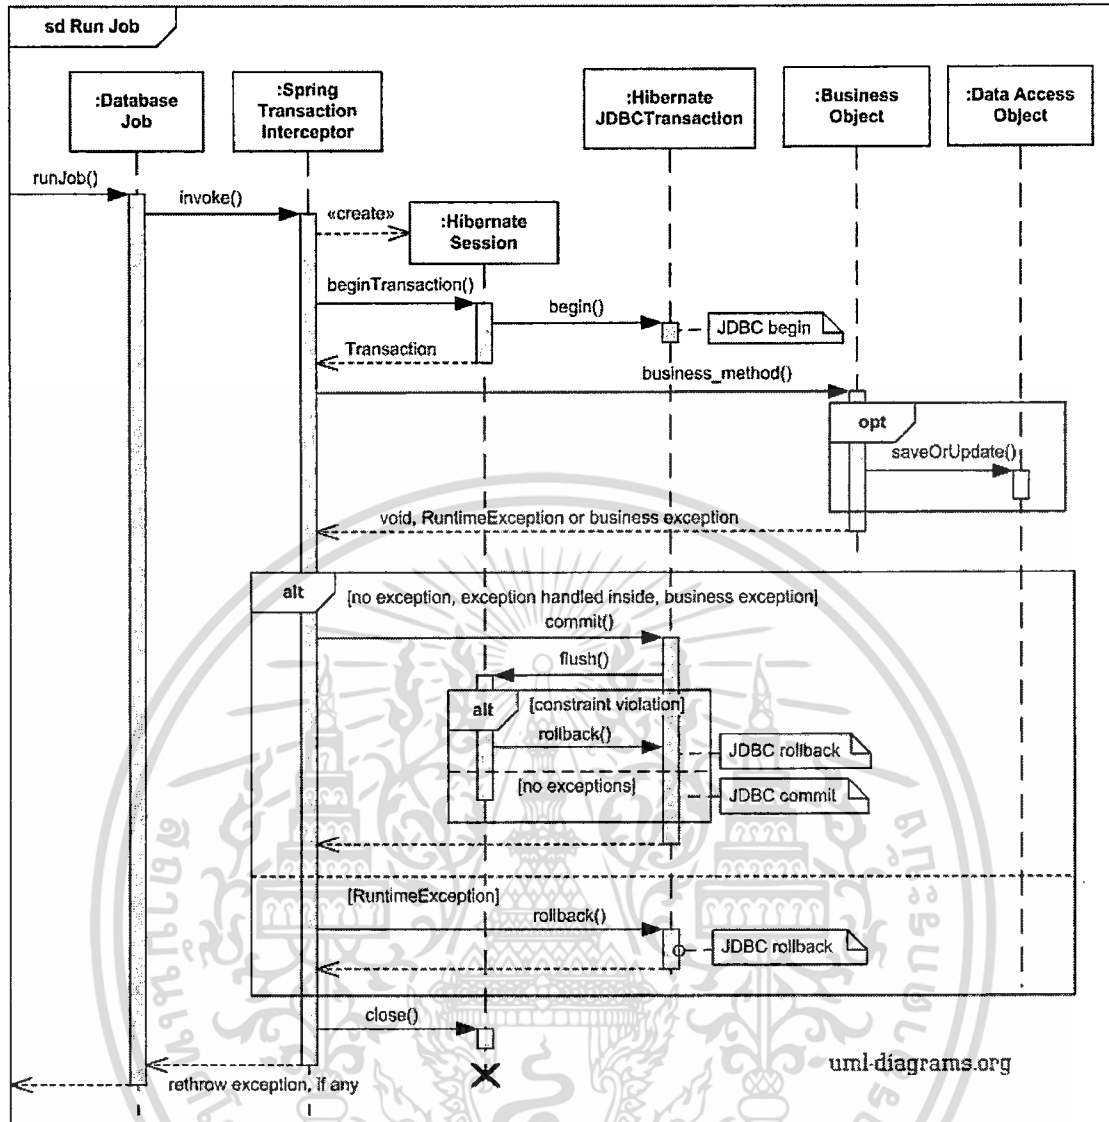 sd Run Job
:Database
Job
:Spring
Transaction
Interceptor
:Hibernate
JDBCTransaction
:Business
Object
:Data Access
Object
runJob()
invoke()
«create»
:Hibernate
Session
beginTransaction()
begin()
JDBC begin
Transaction
business_method()
opt
saveOrUpdate()
void, RuntimeException or business exception
alt
[no exception, exception handled inside, business exception]
commit()
flush()
alt
[constraint violation]
rollback()
JDBC rollback
[no exceptions]
JDBC commit
[RuntimeException]
rollback()
JDBC rollback
close()
uml-diagrams.org
rethrow exception, if any